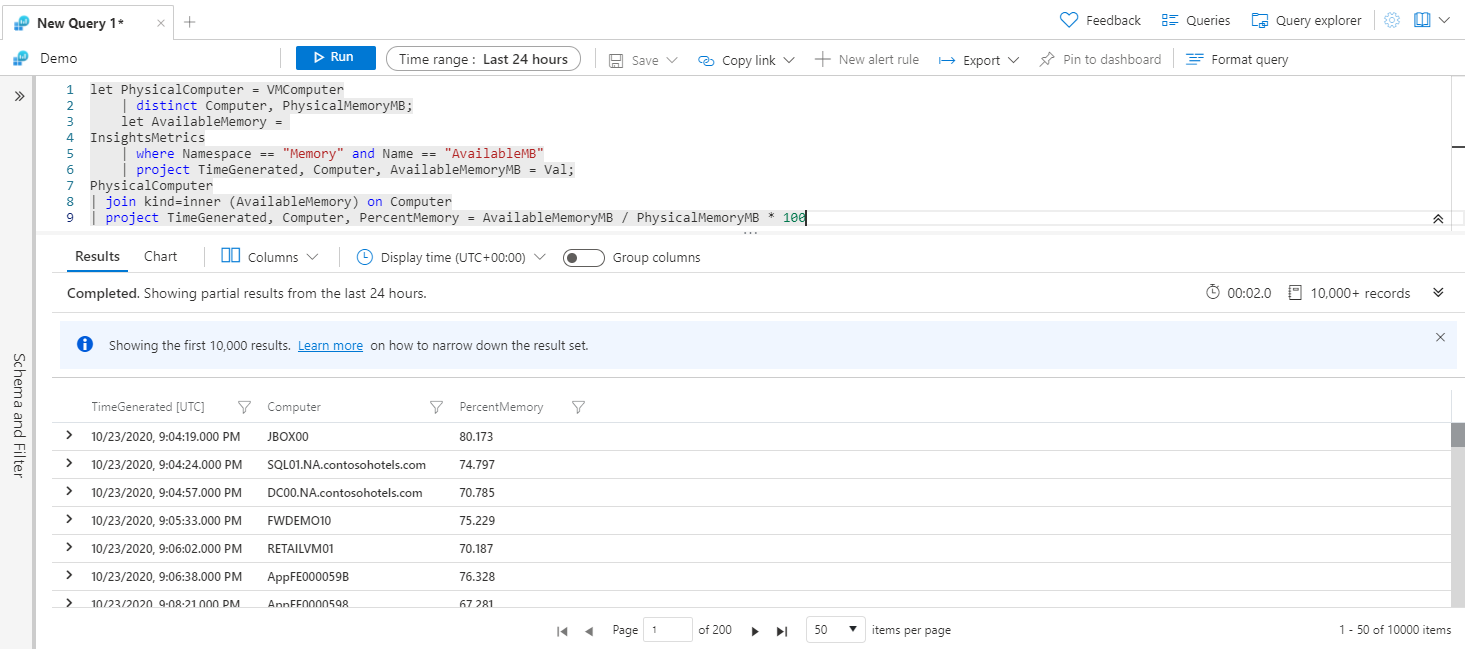 New Query 1*
Feedback Queries Query explorer
Demo Run Time range : Last 24 hours Save Copy link New alert rule Export Pin to dashboard Format query
1 let PhysicalComputer = VMComputer
2 | distinct Computer, PhysicalMemoryMB;
3 let AvailableMemory =
4 InsightsMetrics
5 | where Namespace == "Memory" and Name == "AvailableMB"
6 | project TimeGenerated, Computer, AvailableMemoryMB = Val;
7 PhysicalComputer
8 | join kind=inner (AvailableMemory) on Computer
9 | project TimeGenerated, Computer, PercentMemory = AvailableMemoryMB / PhysicalMemoryMB * 100
Schema and Filter
Results Chart Columns Display time (UTC+00:00) Group columns
Completed. Showing partial results from the last 24 hours. 00:02.0 10,000+ records
Showing the first 10,000 results. Learn more on how to narrow down the result set.
TimeGenerated [UTC] Computer PercentMemory
10/23/2020, 9:04:19.000 PM JBOX00 80.173
10/23/2020, 9:04:24.000 PM SQL01.NA.contosohotels.com 74.797
10/23/2020, 9:04:57.000 PM DC00.NA.contosohotels.com 70.785
10/23/2020, 9:05:33.000 PM FWDEMO10 75.229
10/23/2020, 9:06:02.000 PM RETAILVM01 70.187
10/23/2020, 9:06:38.000 PM AppFE000059B 76.328
10/23/2020, 9:08:21.000 PM AppFE0000598 67.281
Page 1 of 200 50 items per page 1 - 50 of 10000 items